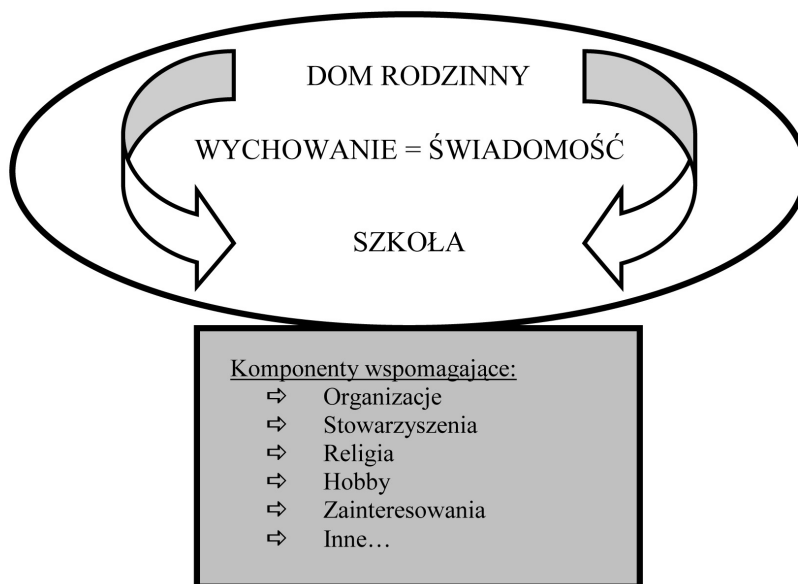 DOM RODZINNY
WYCHOWANIE = ŚWIADOMOŚĆ
SZKOŁA
Komponenty wspomagające:
⇨ Organizacje
⇨ Stowarzyszenia
⇨ Religia
⇨ Hobby
⇨ Zainteresowania
⇨ Inne…